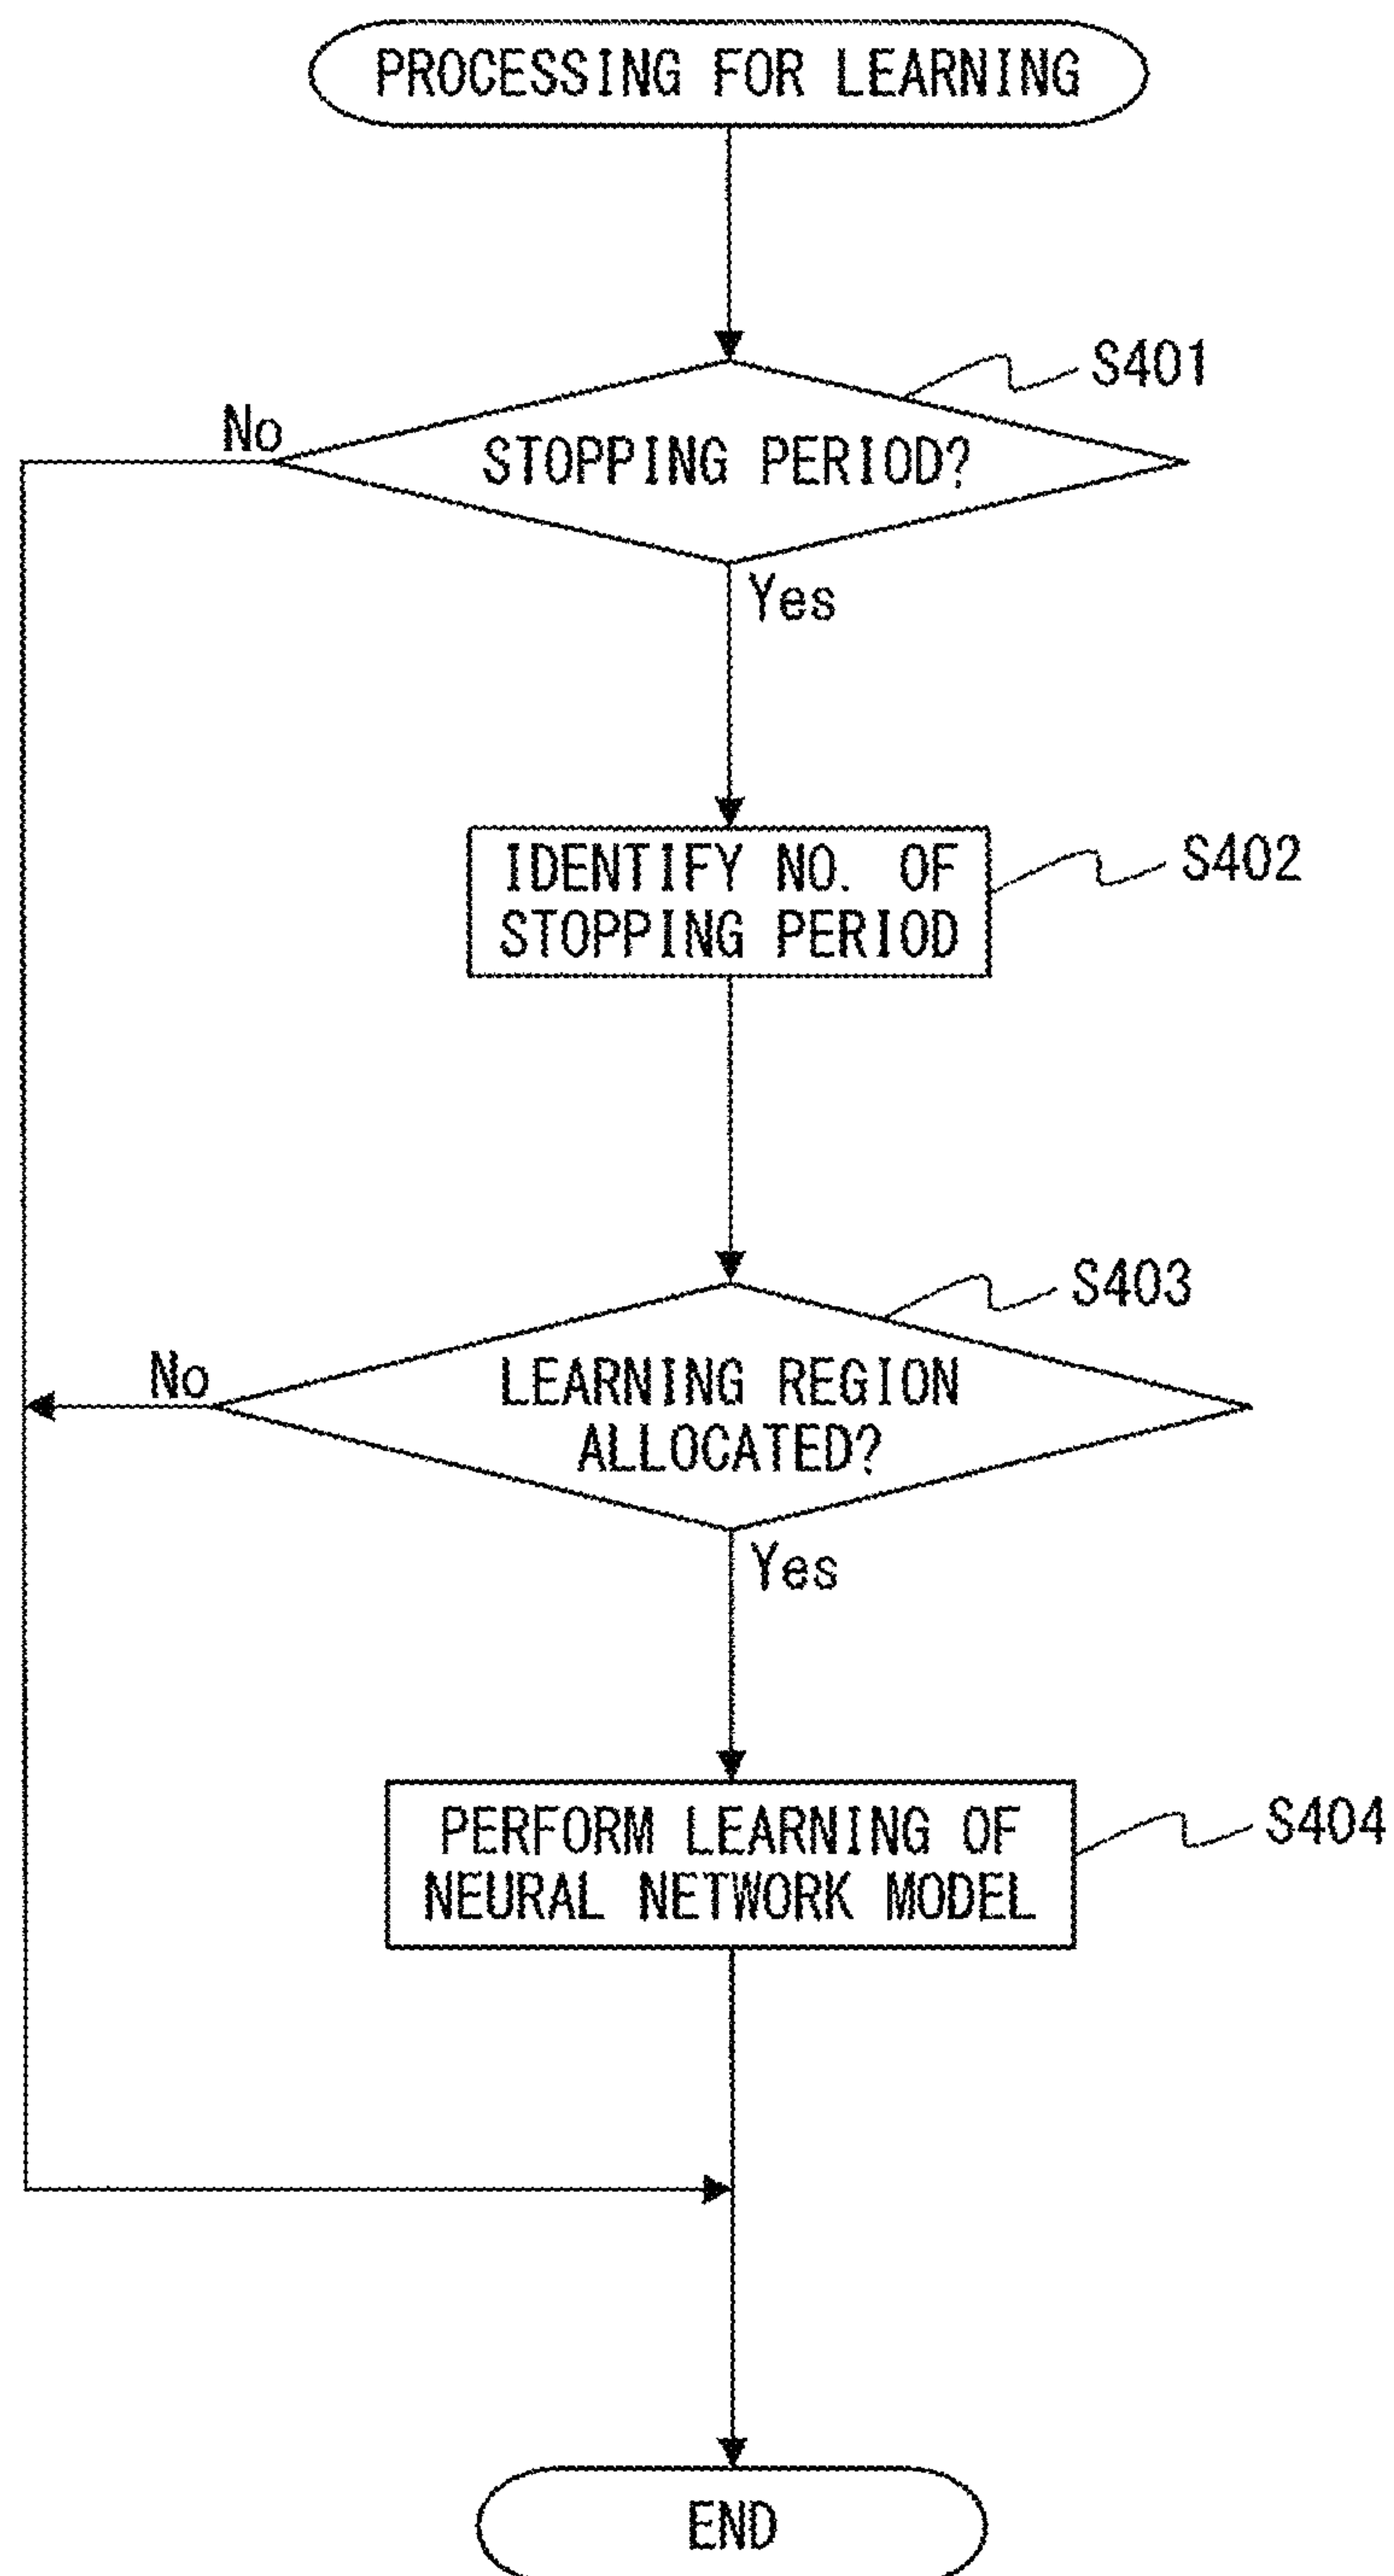 PROCESSING FOR LEARNING
S401
No
STOPPING PERIOD?
Yes
IDENTIFY NO. OF
STOPPING PERIOD
S402
S403
No
LEARNING REGION
ALLOCATED?
Yes
PERFORM LEARNING OF
NEURAL NETWORK MODEL
S404
END